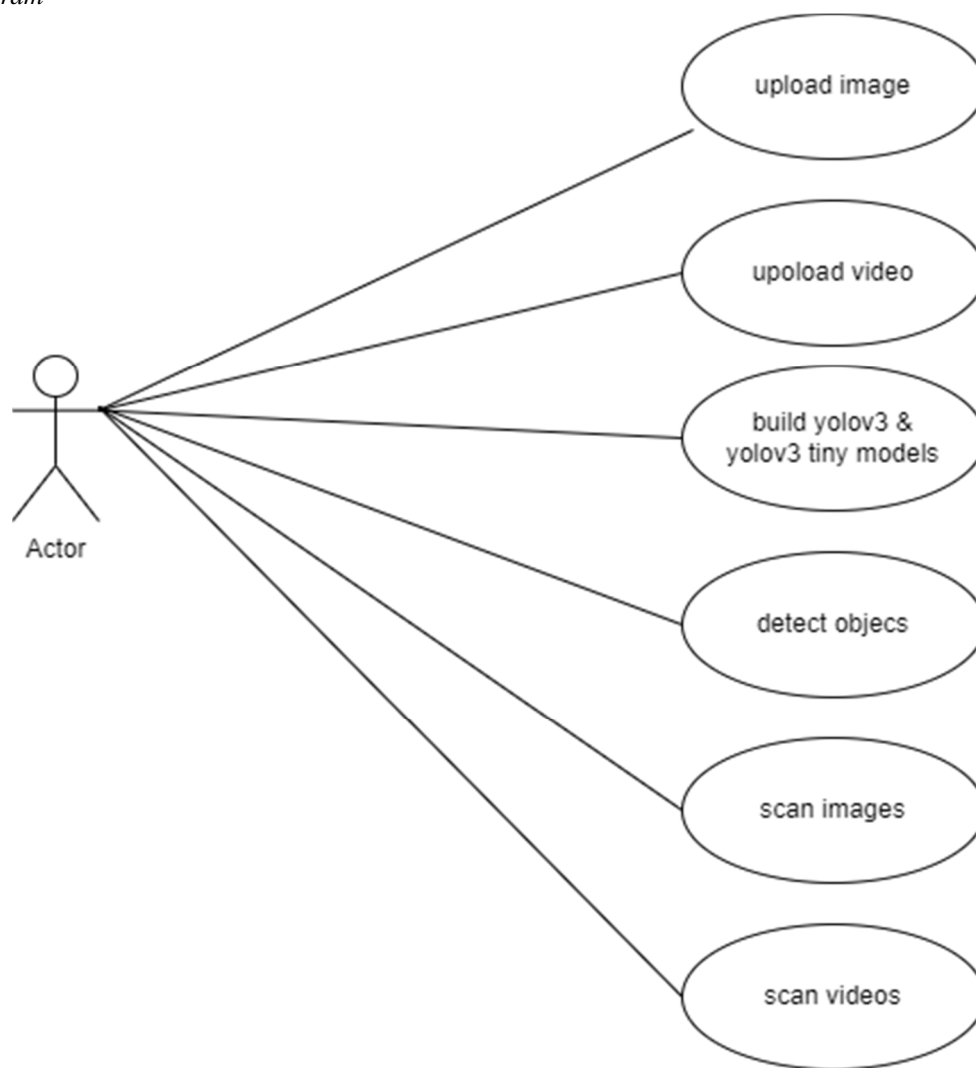 upload image
upoload video
build yolov3 &
yolov3 tiny models
Actor
detect objecs
scan images
scan videos